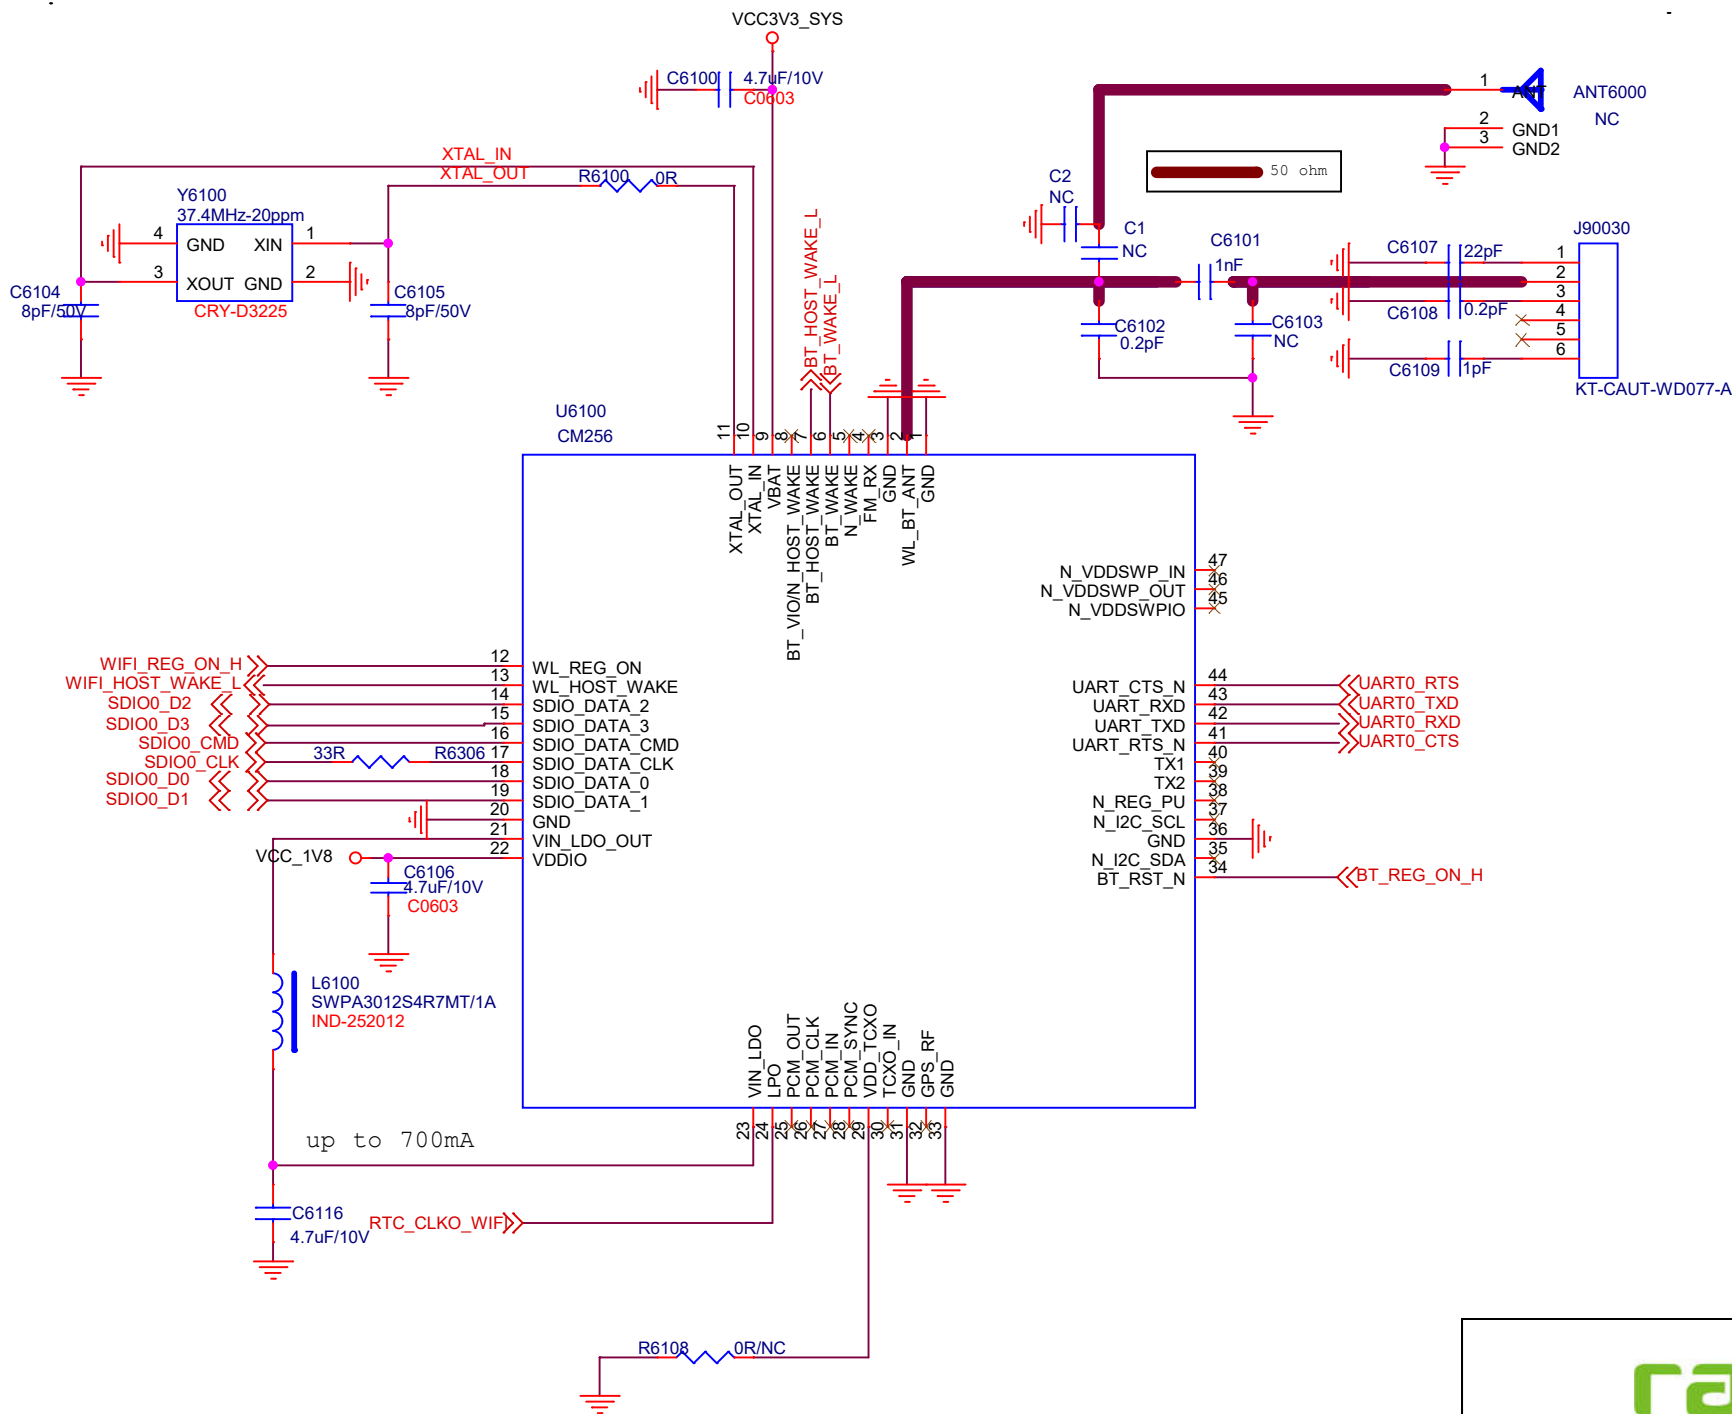 VCC3V3_SYS
C6100
4.7uF/10V
C0603
1
ANT
ANT6000
NC
2
GND1
3
GND2
XTAL_IN
XTAL_OUT
R6100
0R
50 ohm
C2
NC
C1
NC
C6101
1nF
Y6100
37.4MHz-20ppm
4
GND
XIN
1
3
XOUT
GND
2
CRY-D3225
C6104
8pF/50V
C6105
8pF/50V
BT_HOST_WAKE_L
BT_WAKE_L
J90030
C6107
22pF
1
2
3
4
5
6
C6108
0.2pF
C6109
1pF
KT-CAUT-WD077-A
C6102
0.2pF
C6103
NC
U6100
CM256
11
10
9
8
7
6
5
4
3
2
1
XTAL_OUT
XTAL_IN
VBAT
BT_VIO/N_HOST_WAKE
BT_HOST_WAKE
BT_WAKE
N_WAKE
FM_RX
GND
WL_BT_ANT
GND
N_VDDSWP_IN 47
N_VDDSWP_OUT 46
N_VDDSWPIO 45
WIFI_REG_ON_H 12 WL_REG_ON
WIFI_HOST_WAKE_L 13 WL_HOST_WAKE
SDIO0_D2 14 SDIO_DATA_2
SDIO0_D3 15 SDIO_DATA_3
SDIO0_CMD 16 SDIO_DATA_CMD
SDIO0_CLK 33R R6306 17 SDIO_DATA_CLK
SDIO0_D0 18 SDIO_DATA_0
SDIO0_D1 19 SDIO_DATA_1
20 GND
21 VIN_LDO_OUT
VCC_1V8 22 VDDIO
UART_CTS_N 44 UART0_RTS
UART_RXD 43 UART0_TXD
UART_TXD 42 UART0_RXD
UART_RTS_N 41 UART0_CTS
TX1 40
TX2 39
N_REG_PU 38
N_I2C_SCL 37
GND 36
N_I2C_SDA 35
BT_RST_N 34 BT_REG_ON_H
C6106
4.7uF/10V
C0603
L6100
SWPA3012S4R7MT/1A
IND-252012
VIN_LDO
LPO
PCM_OUT
PCM_CLK
PCM_IN
PCM_SYNC
VDD_TCXO
TCXO_IN
GND
GPS_RF
GND
23
24
25
26
27
28
29
30
31
32
33
up to 700mA
C6116
4.7uF/10V
RTC_CLKO_WIFI
R6108
0R/NC
ra